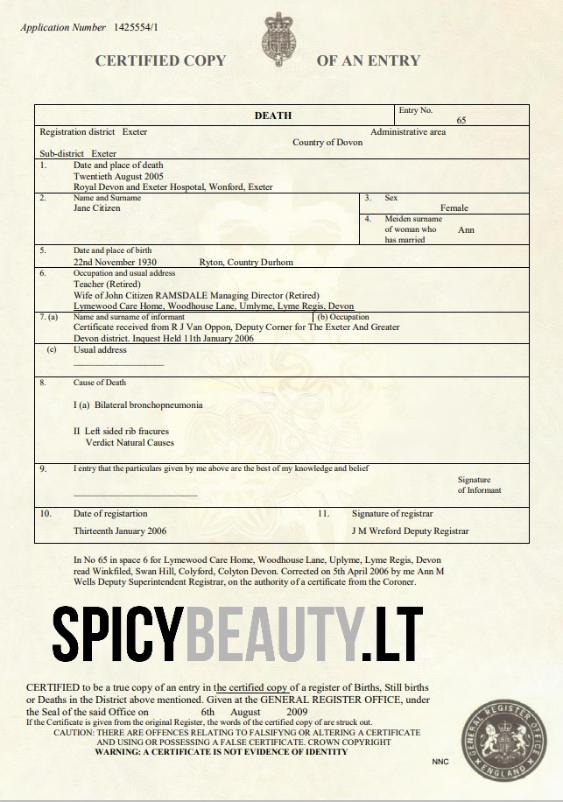 Application Number 1425554/1
CERTIFIED COPY OF AN ENTRY
DEATH
Entry No.
65
Registration district Exeter
Administrative area
Country of Dovon
Sub-district Exeter
1. Date and place of death
Twentieth August 2005
Royal Devon and Exeter Hospotal, Wonford, Exeter
2. Name and Surname
Jane Citizen
3. Sex
Female
4. Meiden surname
of woman who
has married
Ann
5. Date and place of birth
22nd November 1930 Ryton, Country Durhom
6. Occupation and usual address
Teacher (Retired)
Wife of John Citizen RAMSDALE Managing Director (Retired)
Lymewood Care Home, Woodhouse Lane, Umlyme, Lyme Regis, Devon
7. (a) Name and surname of informant
(b) Occupation
Certificate received from R J Van Oppon, Deputy Corner for The Exeter And Greater
Devon district. Inquest Held 11th January 2006
(c) Usual address
8. Cause of Death
I (a) Bilateral bronchopneumonia
II Left sided rib fracures
Verdict Natural Causes
9. I entry that the particulars given by me above are the best of my knowledge and belief
Signature
of Informant
10. Date of registartion
Thirteenth January 2006
11. Signature of registrar
J M Wreford Deputy Registrar
In No 65 in space 6 for Lymewood Care Home, Woodhouse Lane, Uplyme, Lyme Regis, Devon
read Winkfiled, Swan Hill, Colyford, Colyton Devon. Corrected on 5th April 2006 by me Ann M
Wells Deputy Superintendent Registrar, on the authority of a certificate from the Coroner.
SPICYBEAUTY.LT
CERTIFIED to be a true copy of an entry in the certified copy of a register of Births, Still births
or Deaths in the District above mentioned. Given at the GENERAL REGISTER OFFICE, under
the Seal of the said Office on 6th August 2009
If the Certificate is given from the original Register, the words of the certified copy are struck out.
CAUTION: THERE ARE OFFENCES RELATING TO FALSIFYNG OR ALTERING A CERTIFICATE
AND USING OR POSSESSING A FALSE CERTIFICATE. CROWN COPYRIGHT
WARNING: A CERTIFICATE IS NOT EVIDENCE OF IDENTITY
NNC
GENERAL REGISTER OFFICE
ENGLAND